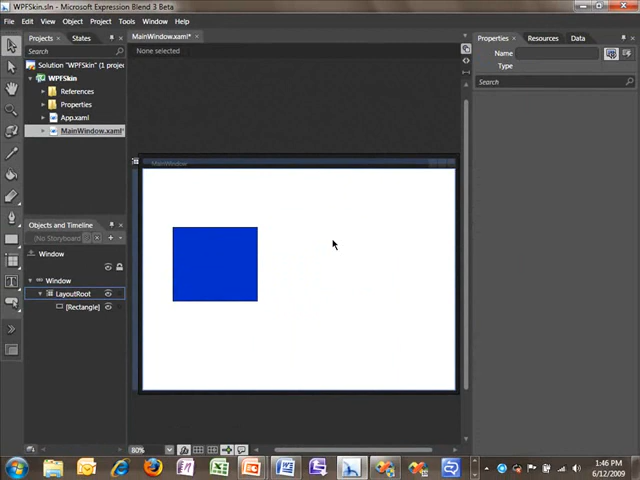 WPFSkin.sln - Microsoft Expression Blend 3 Beta
File Edit View Object Project Tools Window Help
Projects × States
Search
Solution "WPFSkin" (1 projec
WPFSkin
References
Properties
App.xaml
MainWindow.xaml*
Objects and Timeline
(No Storyboard
Window
Window
LayoutRoot
[Rectangle]
MainWindow.xaml* ×
None selected
MainWindow
80%
Properties × Resources Data
Name
Type
Search
1:46 PM
6/12/2009